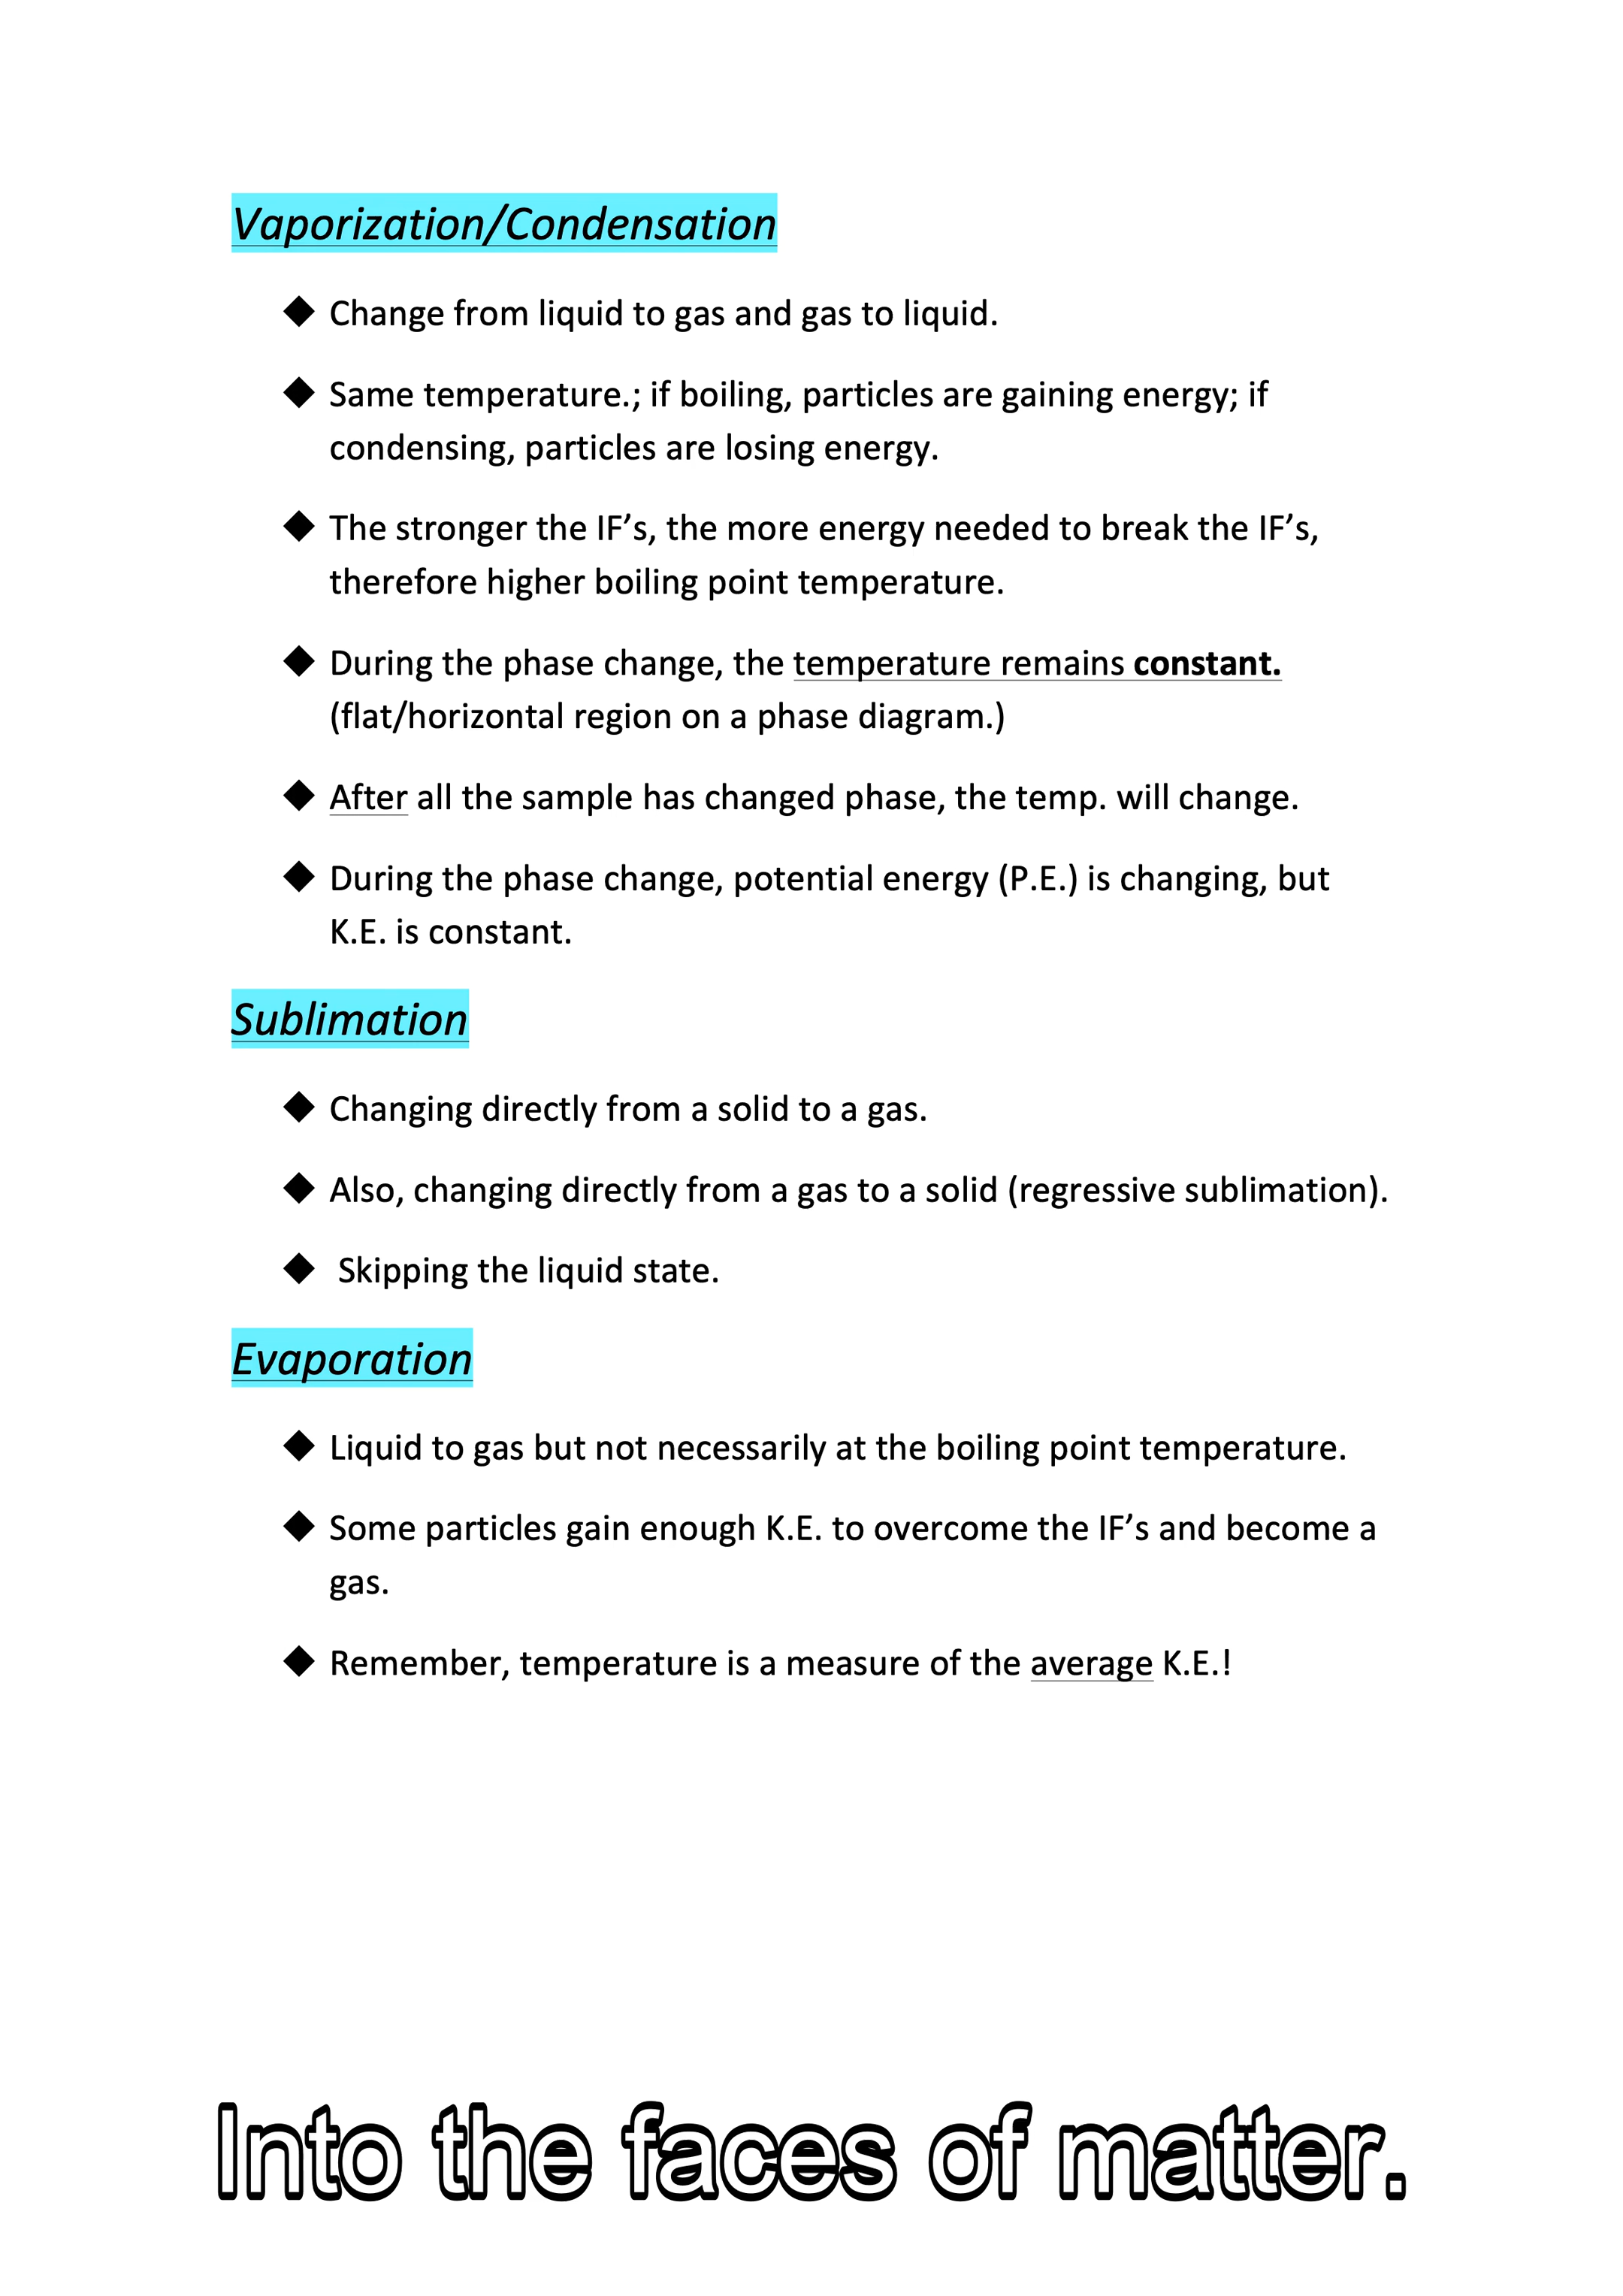 Vaporization/Condensation
◆ Change from liquid to gas and gas to liquid.
◆ Same temperature.; if boiling, particles are gaining energy; if
condensing, particles are losing energy.
◆ The stronger the IF’s, the more energy needed to break the IF’s,
therefore higher boiling point temperature.
◆ During the phase change, the temperature remains constant.
(flat/horizontal region on a phase diagram.)
◆ After all the sample has changed phase, the temp. will change.
◆ During the phase change, potential energy (P.E.) is changing, but
K.E. is constant.
Sublimation
◆ Changing directly from a solid to a gas.
◆ Also, changing directly from a gas to a solid (regressive sublimation).
◆ Skipping the liquid state.
Evaporation
◆ Liquid to gas but not necessarily at the boiling point temperature.
◆ Some particles gain enough K.E. to overcome the IF’s and become a
gas.
◆ Remember, temperature is a measure of the average K.E.!
Into the faces of matter.